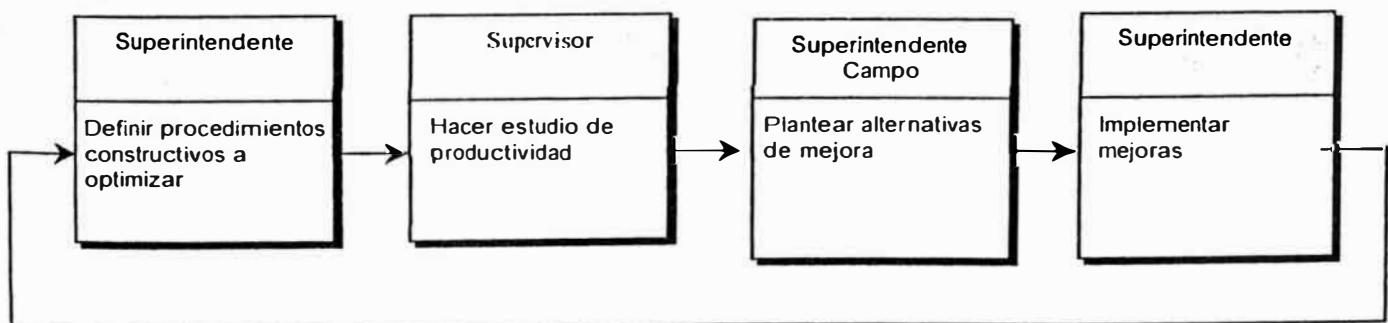 Superintendente
Definir procedimientos
constructivos a
optimizar
Supervisor
Hacer estudio de
productividad
Superintendente
Campo
Plantear alternativas
de mejora
Superintendente
Implementar
mejoras